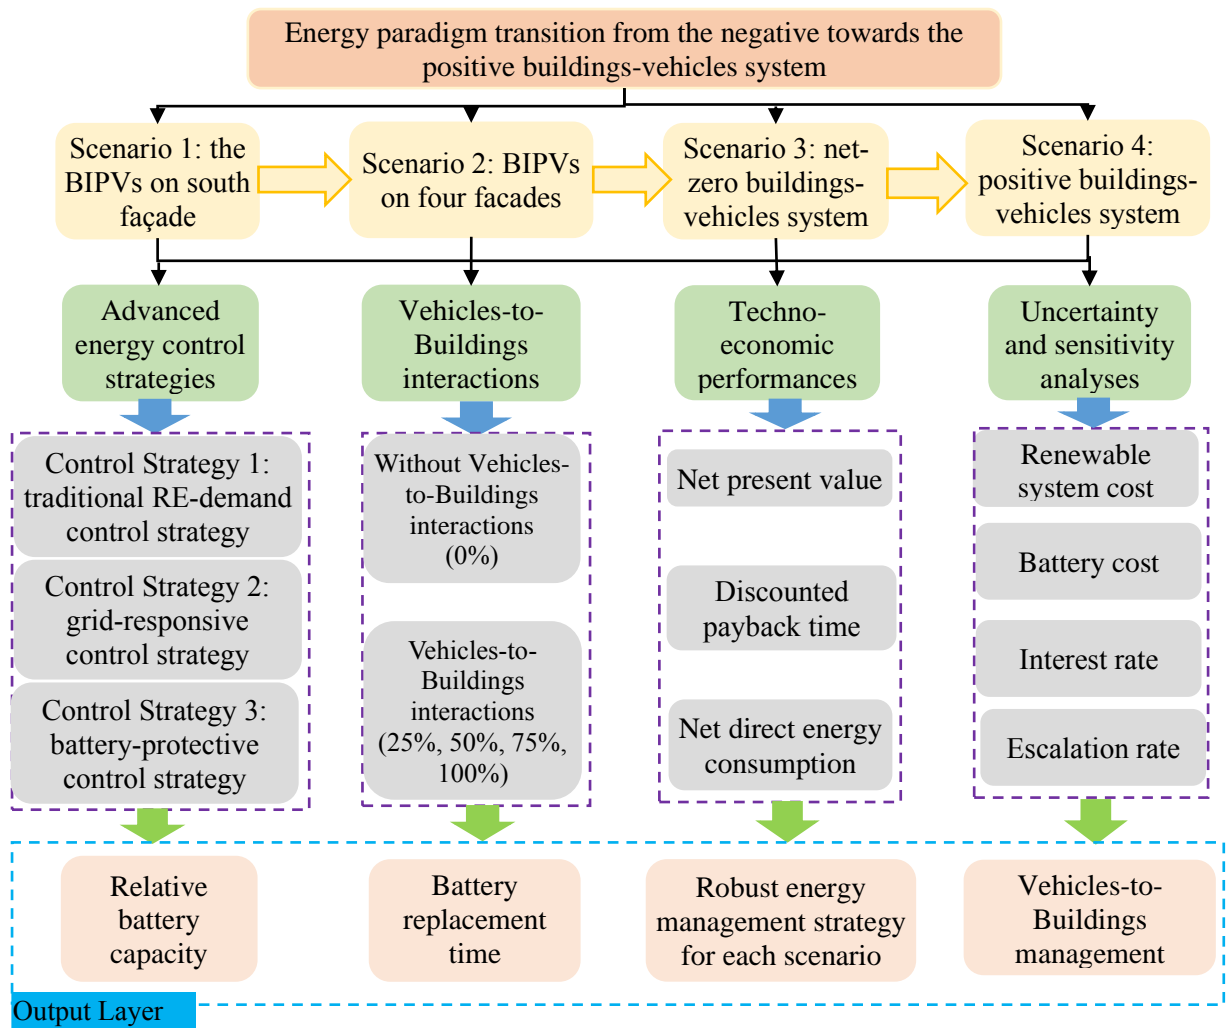 Energy paradigm transition from the negative towards the
positive buildings-vehicles system
Scenario 1: the
BIPVs on south
façade
Scenario 2: BIPVs
on four facades
Scenario 3: net-
zero buildings-
vehicles system
Scenario 4:
positive buildings-
vehicles system
Advanced
energy control
strategies
Vehicles-to-
Buildings
interactions
Techno-
economic
performances
Uncertainty
and sensitivity
analyses
Control Strategy 1:
traditional RE-demand
control strategy
Control Strategy 2:
grid-responsive
control strategy
Control Strategy 3:
battery-protective
control strategy
Without Vehicles-
to-Buildings
interactions
(0%)
Vehicles-to-
Buildings
interactions
(25%, 50%, 75%,
100%)
Net present value
Discounted
payback time
Net direct energy
consumption
Renewable
system cost
Battery cost
Interest rate
Escalation rate
Relative
battery
capacity
Battery
replacement
time
Robust energy
management strategy
for each scenario
Vehicles-to-
Buildings
management
Output Layer